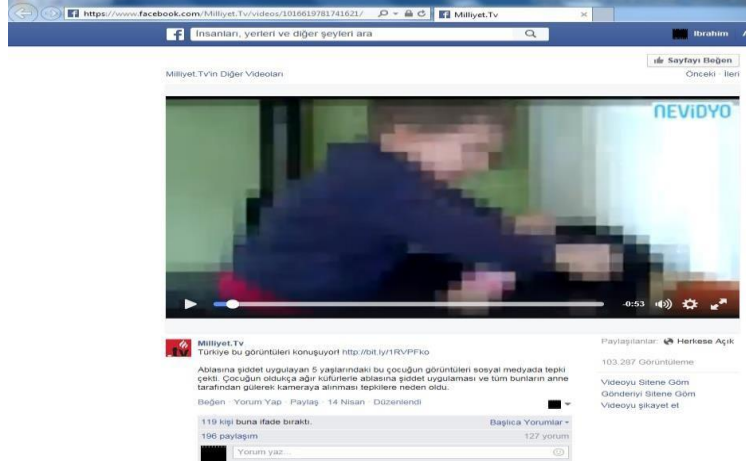 https://www.facebook.com/Milliyet.Tv/videos/1016619781741621/
Milliyet.Tv
İnsanları, yerleri ve diğer şeyleri ara
Ibrahim
Sayfayı Beğen
Milliyet.Tv'in Diğer Videoları
Önceki · İleri
NEVİDYO
-0:53
Milliyet.Tv
Türkiye bu görüntüleri konuşuyor! http://bit.ly/1RVPFko
Ablasına şiddet uygulayan 5 yaşlarındaki bu çocuğun görüntüleri sosyal medyada tepki
çekti. Çocuğun oldukça ağır küfürlerle ablasına şiddet uygulaması ve tüm bunların anne
tarafından gülerek kameraya alınması tepkilere neden oldu.
Beğen · Yorum Yap · Paylaş · 14 Nisan · Düzenlendi
119 kişi buna ifade bıraktı.
Başlıca Yorumlar
196 paylaşım
127 yorum
Yorum yaz...
Paylaşılanlar: Herkese Açık
103.297 Görüntüleme
Videoyu Sitene Göm
Gönderiyi Sitene Göm
Videoyu şikayet et